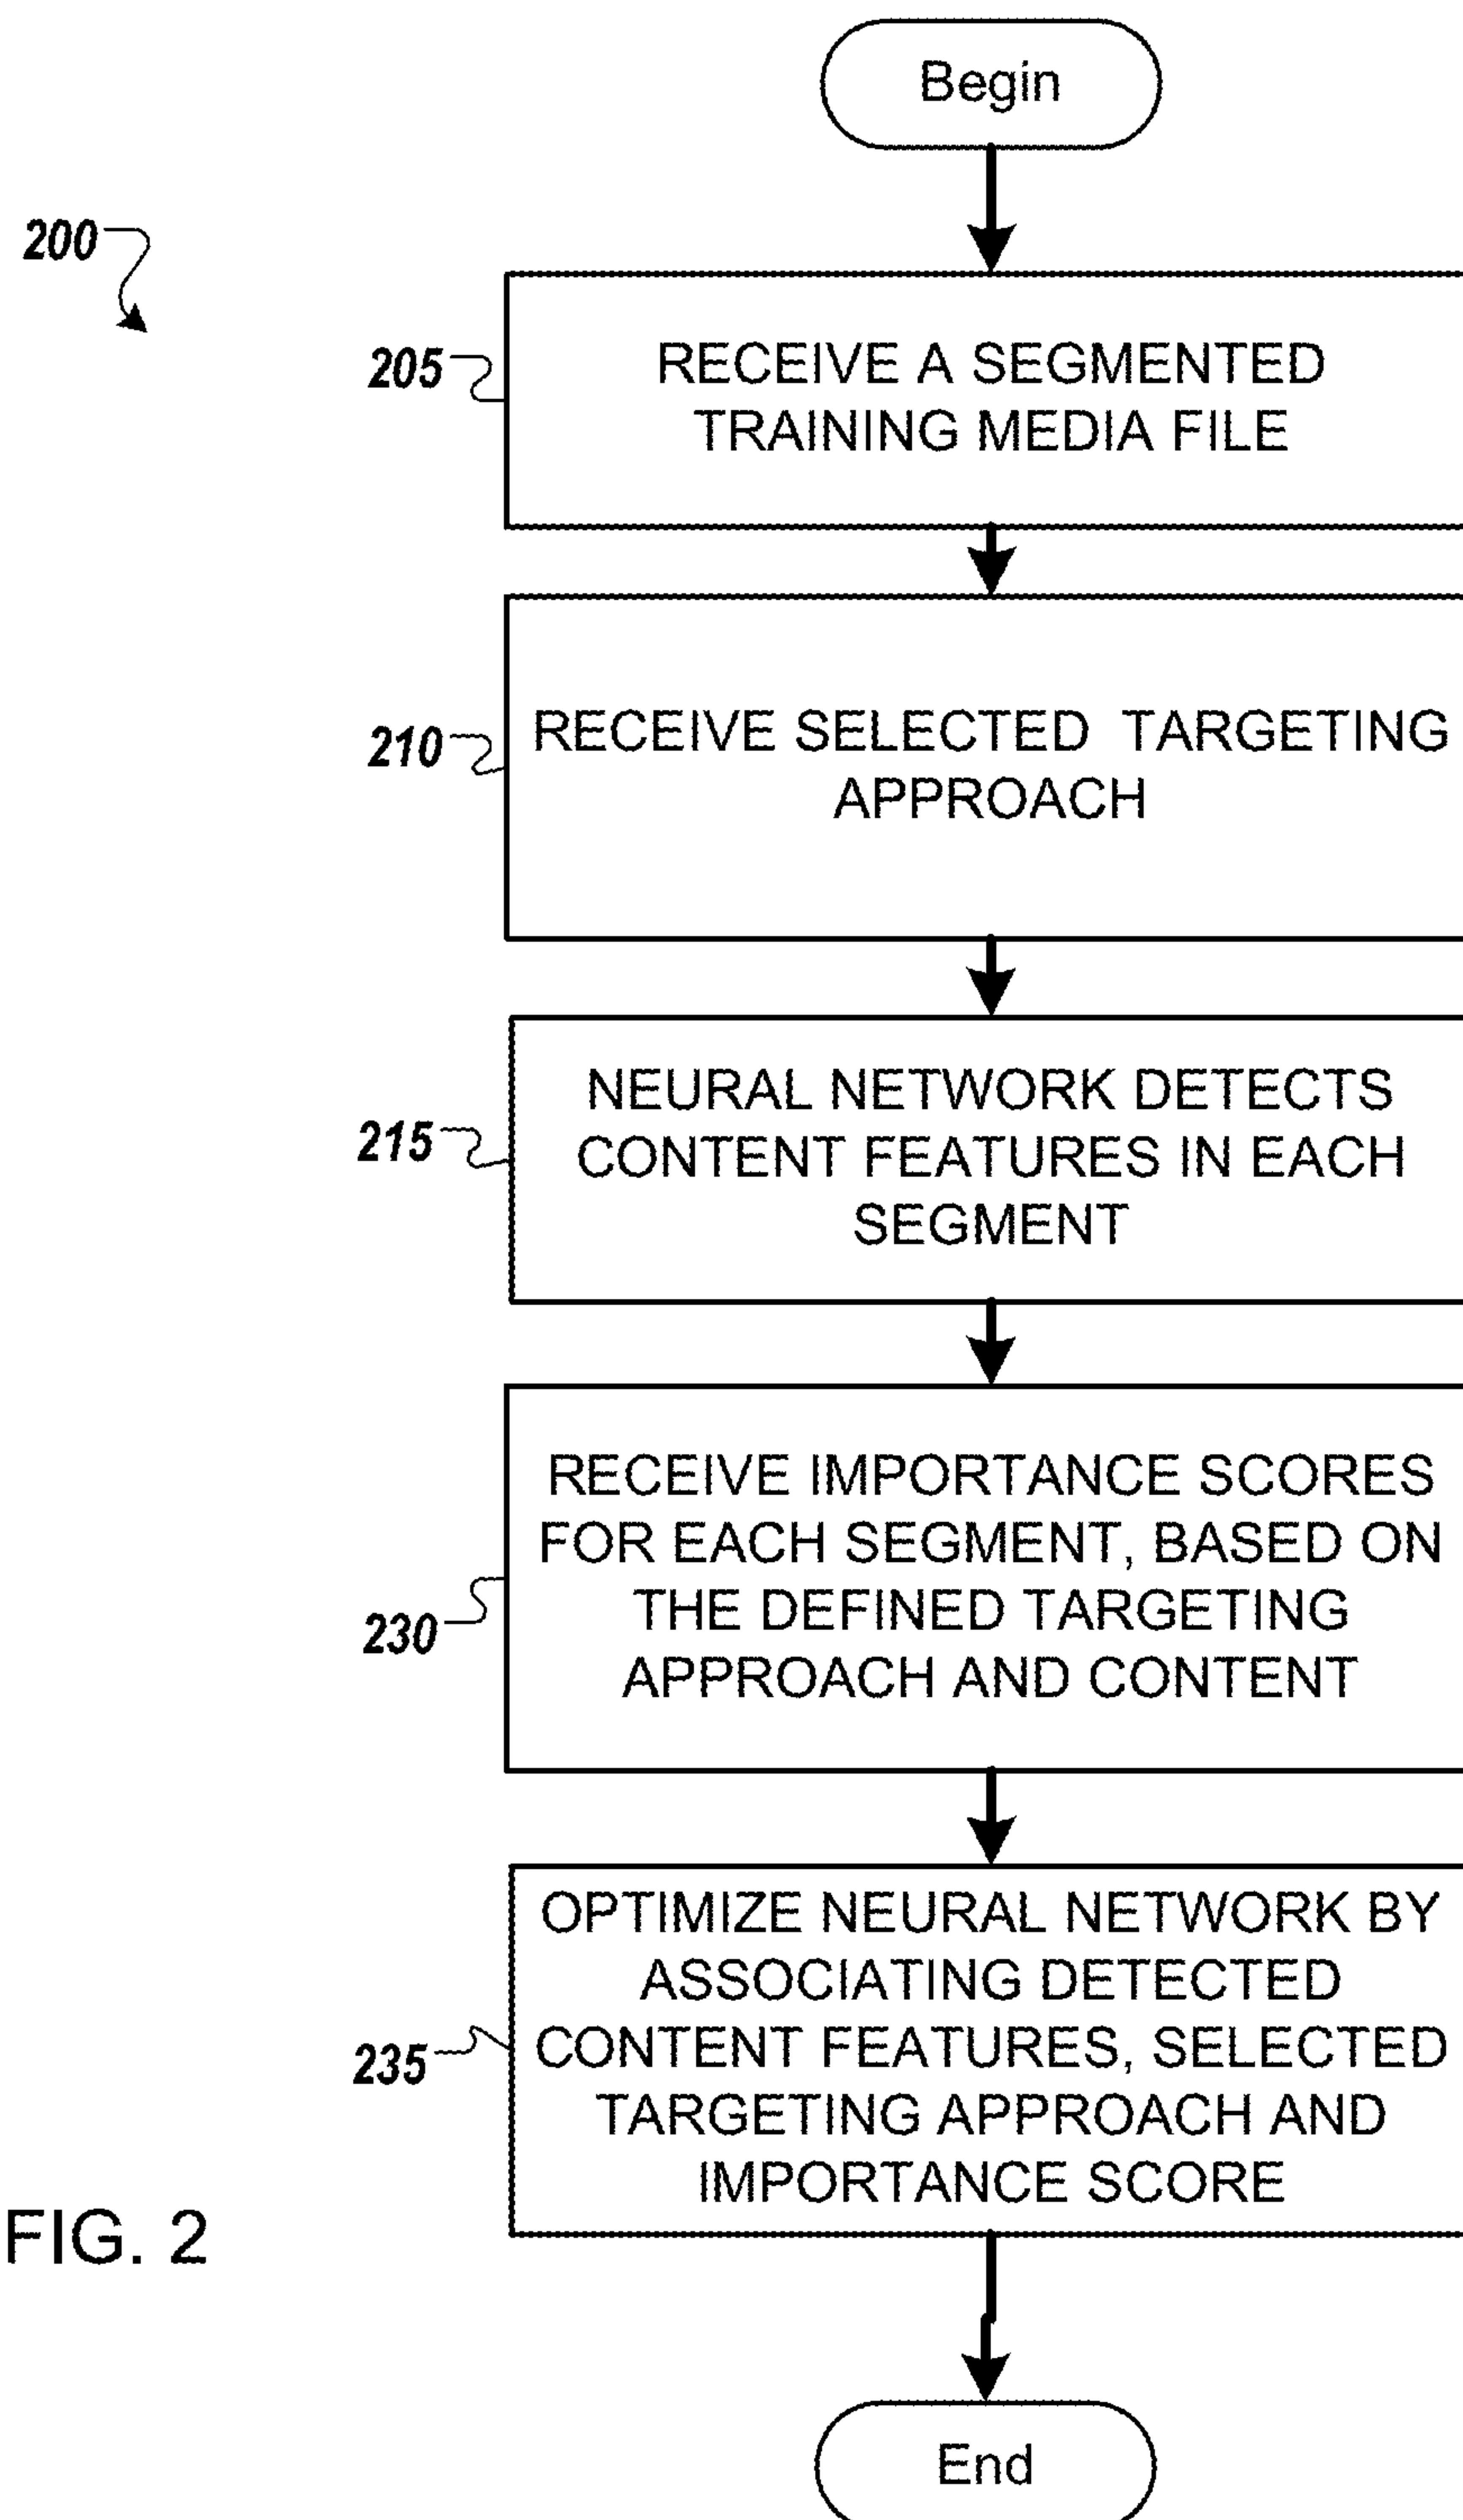 Begin
200
205
RECEIVE A SEGMENTED
TRAINING MEDIA FILE
210
RECEIVE SELECTED TARGETING
APPROACH
215
NEURAL NETWORK DETECTS
CONTENT FEATURES IN EACH
SEGMENT
230
RECEIVE IMPORTANCE SCORES
FOR EACH SEGMENT, BASED ON
THE DEFINED TARGETING
APPROACH AND CONTENT
235
OPTIMIZE NEURAL NETWORK BY
ASSOCIATING DETECTED
CONTENT FEATURES, SELECTED
TARGETING APPROACH AND
IMPORTANCE SCORE
FIG. 2
End